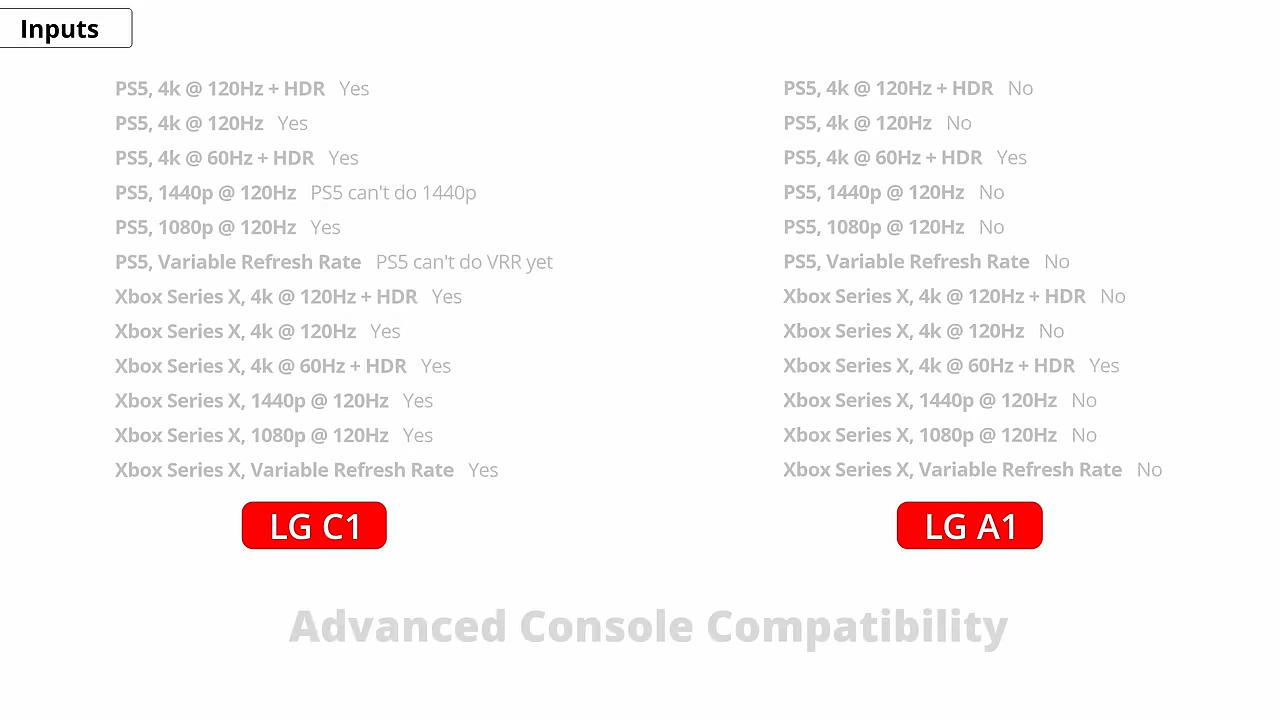 Inputs
PS5, 4k @ 120Hz + HDR Yes
PS5, 4k @ 120Hz Yes
PS5, 4k @ 60Hz + HDR Yes
PS5, 1440p @ 120Hz PS5 can't do 1440p
PS5, 1080p @ 120Hz Yes
PS5, Variable Refresh Rate PS5 can't do VRR yet
Xbox Series X, 4k @ 120Hz + HDR Yes
Xbox Series X, 4k @ 120Hz Yes
Xbox Series X, 4k @ 60Hz + HDR Yes
Xbox Series X, 1440p @ 120Hz Yes
Xbox Series X, 1080p @ 120Hz Yes
Xbox Series X, Variable Refresh Rate Yes
LG C1
PS5, 4k @ 120Hz + HDR No
PS5, 4k @ 120Hz No
PS5, 4k @ 60Hz + HDR Yes
PS5, 1440p @ 120Hz No
PS5, 1080p @ 120Hz No
PS5, Variable Refresh Rate No
Xbox Series X, 4k @ 120Hz + HDR No
Xbox Series X, 4k @ 120Hz No
Xbox Series X, 4k @ 60Hz + HDR Yes
Xbox Series X, 1440p @ 120Hz No
Xbox Series X, 1080p @ 120Hz No
Xbox Series X, Variable Refresh Rate No
LG A1
Advanced Console Compatibility